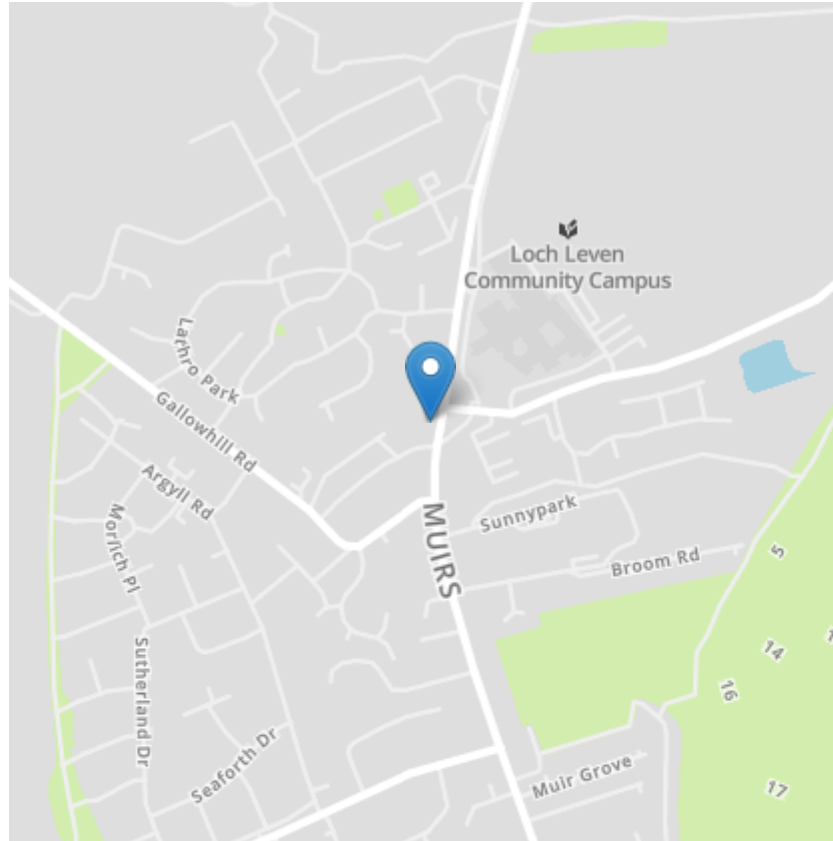 Loch Leven
Community Campus
Lathro Park
Gallowhill Rd
Argyll Rd
Morlich Pl
MUIRS
Sunnypark
Broom Rd
5
14
16
17
Sutherland Dr
Seaforth Dr
Muir Grove